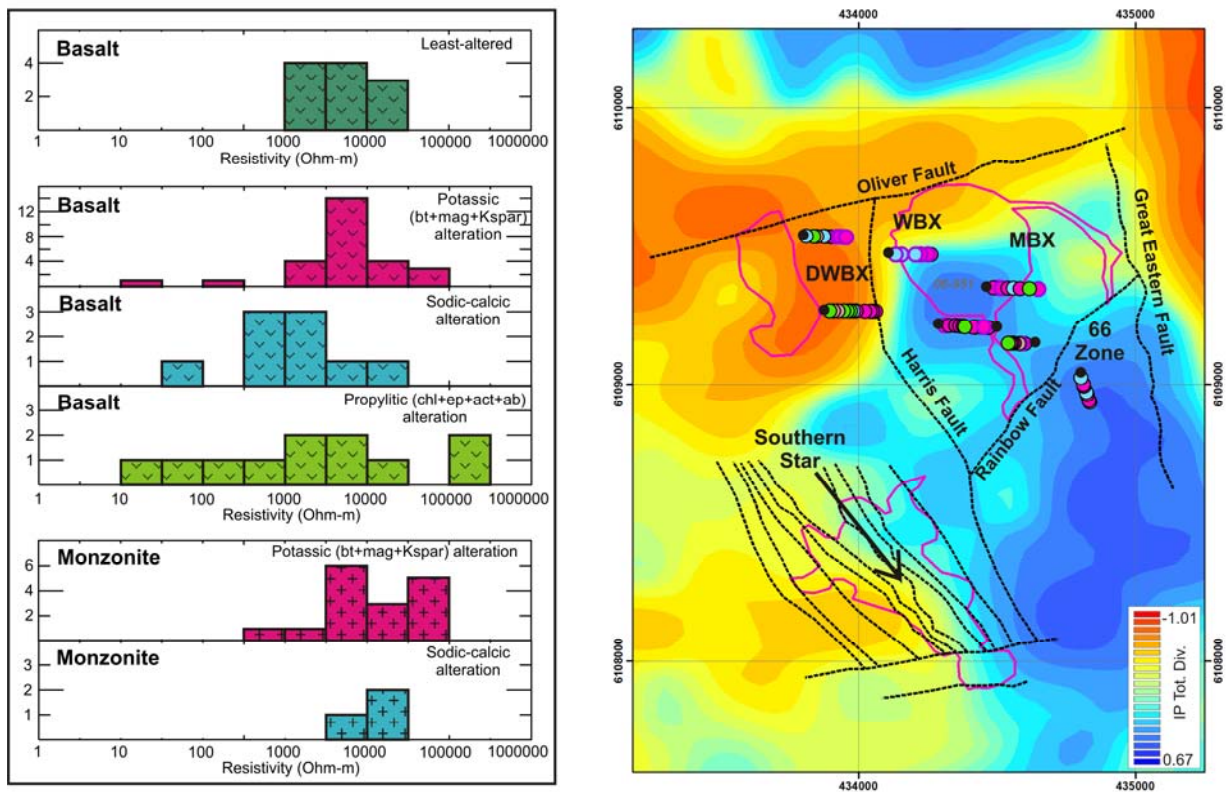 Basalt
Least-altered
4
2
1 10 100 1000 10000 100000 1000000
Resistivity (Ohm-m)
Basalt
Potassic
(bt+mag+Kspar)
alteration
12
8
4
Basalt
Sodic-calcic
alteration
3
2
1
Basalt
Propylitic (chl+ep+act+ab)
alteration
3
2
1
1 10 100 1000 10000 100000 1000000
Resistivity (Ohm-m)
Monzonite
Potassic (bt+mag+Kspar) alteration
6
4
2
Monzonite
Sodic-calcic
alteration
3
2
1
1 10 100 1000 10000 100000 1000000
Resistivity (Ohm-m)
434000 435000
6110000 6110000
Oliver Fault
WBX
MBX
DWBX
Great Eastern Fault
66
Zone
6109000 6109000
Harris Fault
Rainbow Fault
Southern
Star
6108000 6108000
-1.01
IP Tot. Div.
0.67
434000 435000